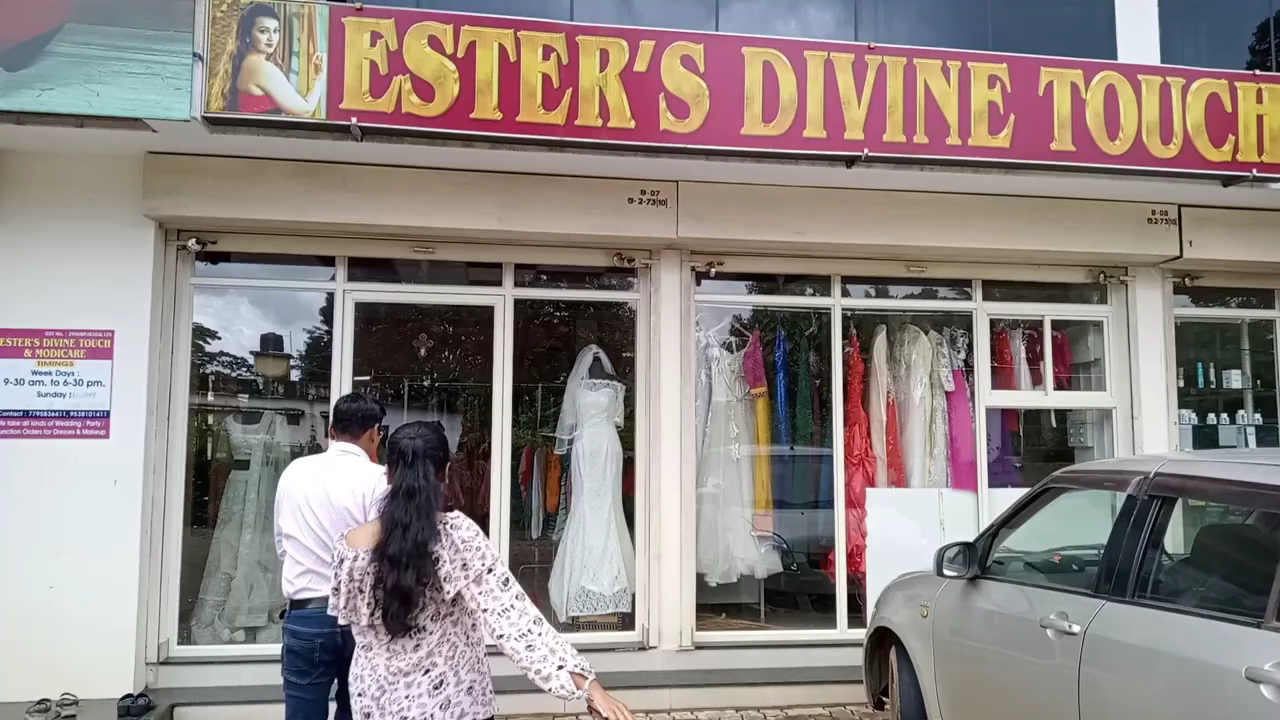 ESTER'S DIVINE TOUCH
B-07
B-08
ESTER'S DIVINE TOUCH
& MODICARE
TIMINGS
Week Days :
9-30 am. to 6-30 pm.
Sunday :
Contact : 7795836411, 9538101411
We take all kinds of Wedding / Party /
Function Orders for Dresses & Makeup